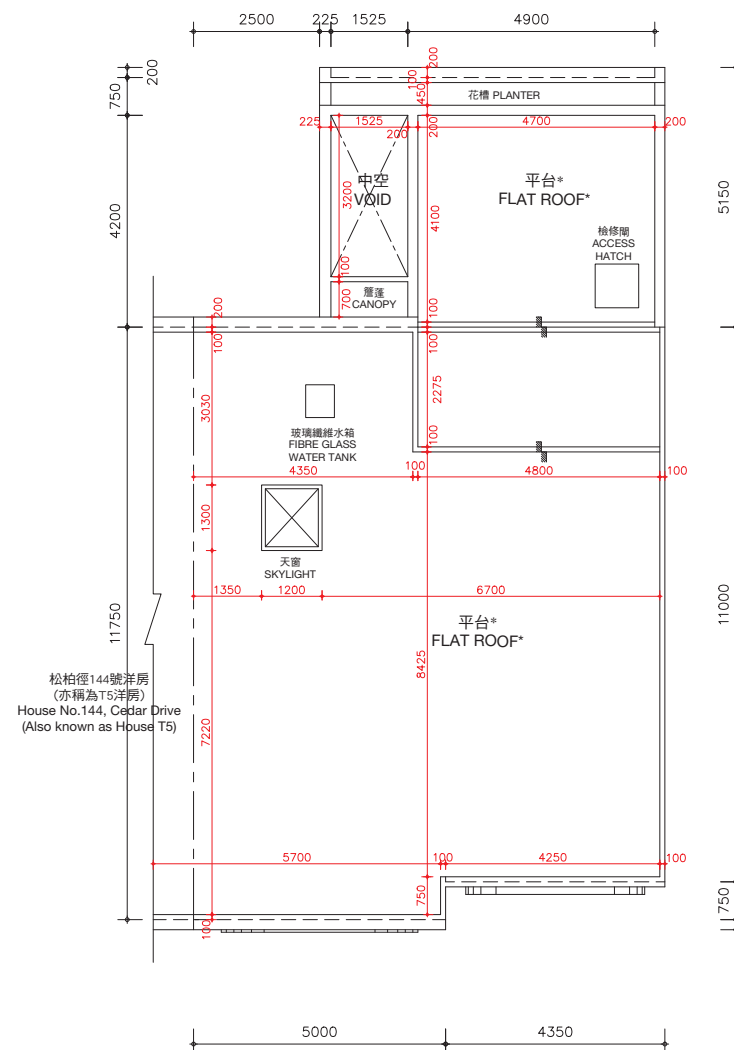 2500
225
1525
4900
200
750
200
100
450
花槽 PLANTER
225
1525
200
200
4700
200
中空
VOID
3200
平台*
FLAT ROOF*
4100
檢修閘
ACCESS
HATCH
5150
4200
100
簷蓬
CANOPY
700
200
100
100
100
2275
3030
玻璃纖維水箱
FIBRE GLASS
WATER TANK
100
4350
100
4800
100
1300
天窗
SKYLIGHT
1350
1200
6700
11750
11000
平台*
FLAT ROOF*
8425
松柏徑144號洋房
(亦稱為T5洋房)
House No.144, Cedar Drive
(Also known as House T5)
7220
5700
100
4250
100
750
750
100
5000
4350